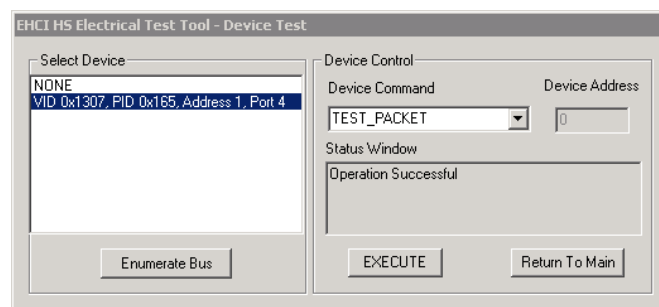 EHCI HS Electrical Test Tool - Device Test
Select Device
NONE
VID 0x1307, PID 0x165, Address 1, Port 4
Enumerate Bus
Device Control
Device Command
Device Address
TEST_PACKET
0
Status Window
Operation Successful
EXECUTE
Return To Main